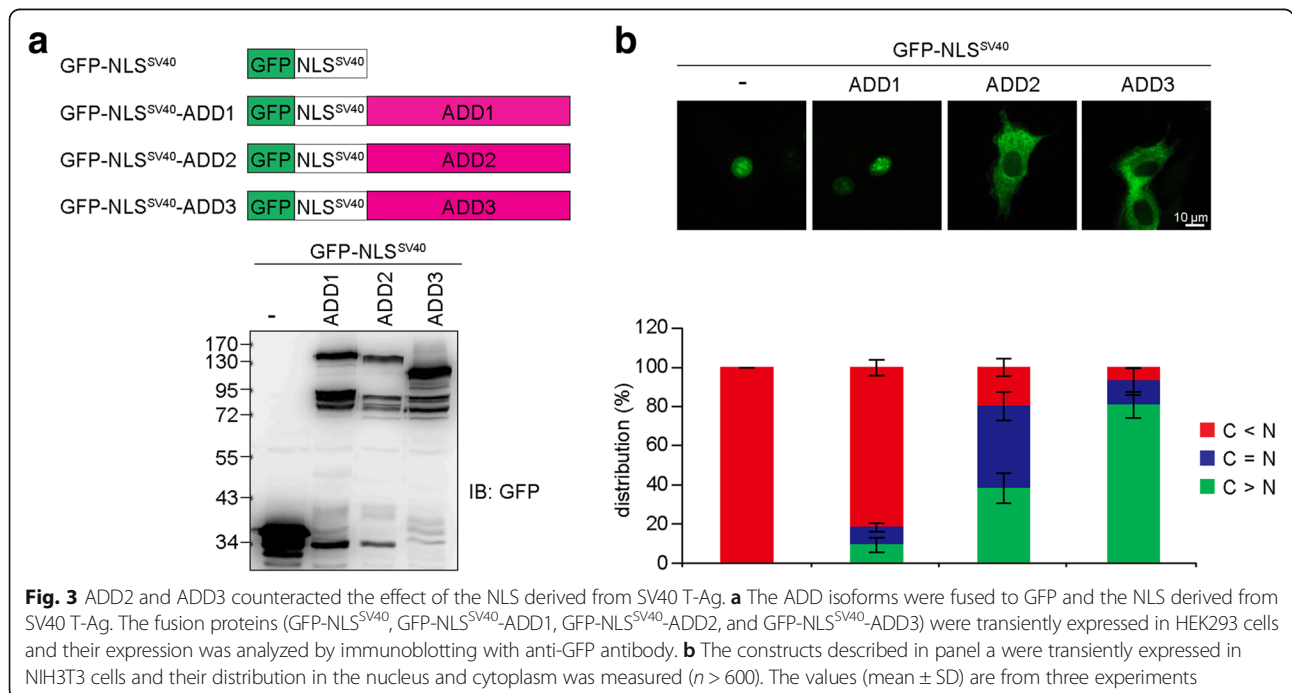 a
GFP-NLSSV40 GFP NLSSV40
GFP-NLSSV40-ADD1 GFP NLSSV40 ADD1
GFP-NLSSV40-ADD2 GFP NLSSV40 ADD2
GFP-NLSSV40-ADD3 GFP NLSSV40 ADD3
GFP-NLSSV40
- ADD1 ADD2 ADD3
170
130
95
72
55
43
34
IB: GFP
b
GFP-NLSSV40
- ADD1 ADD2 ADD3
10 µm
distribution (%)
120
100
80
60
40
20
0
C < N
C = N
C > N
Fig. 3 ADD2 and ADD3 counteracted the effect of the NLS derived from SV40 T-Ag. a The ADD isoforms were fused to GFP and the NLS derived from
SV40 T-Ag. The fusion proteins (GFP-NLSSV40, GFP-NLSSV40-ADD1, GFP-NLSSV40-ADD2, and GFP-NLSSV40-ADD3) were transiently expressed in HEK293 cells
and their expression was analyzed by immunoblotting with anti-GFP antibody. b The constructs described in panel a were transiently expressed in
NIH3T3 cells and their distribution in the nucleus and cytoplasm was measured (n > 600). The values (mean ± SD) are from three experiments